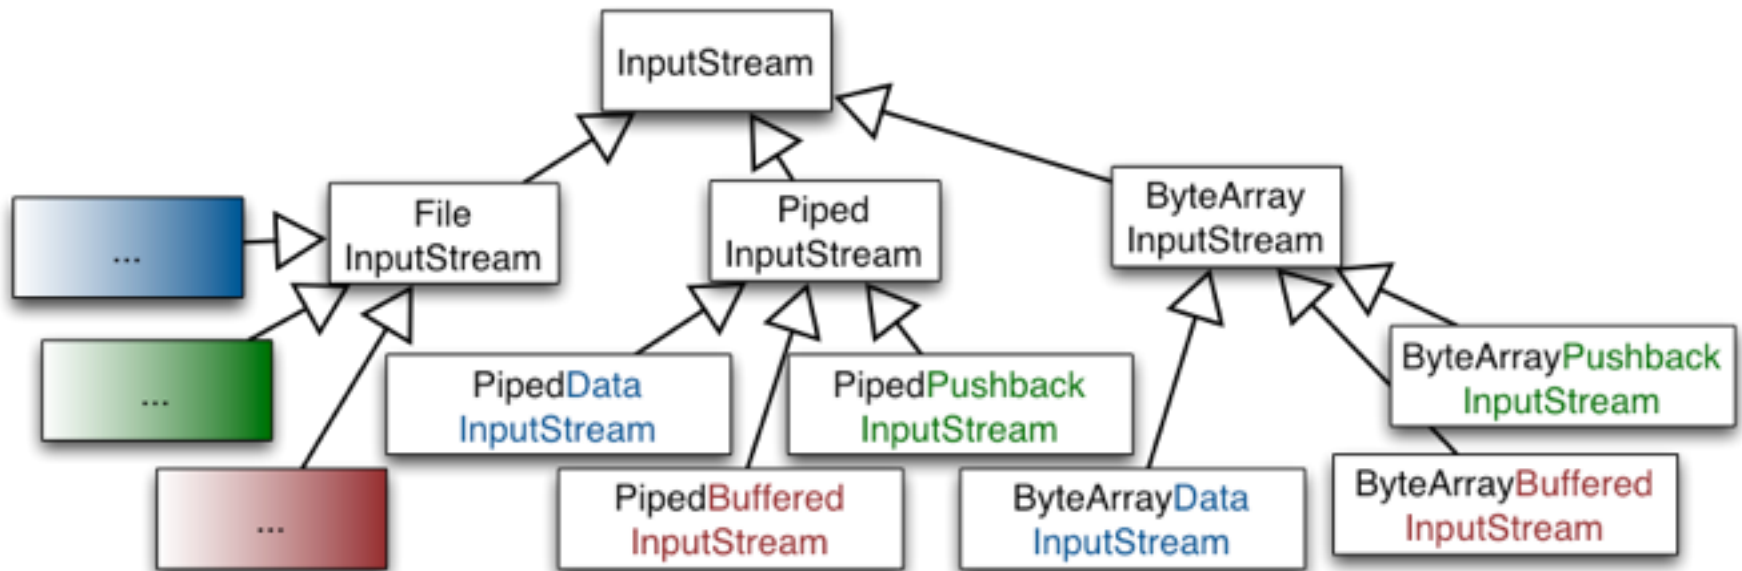 InputStream
File
InputStream
Piped
InputStream
ByteArray
InputStream
...
...
...
PipedData
InputStream
PipedPushback
InputStream
ByteArrayPushback
InputStream
PipedBuffered
InputStream
ByteArrayData
InputStream
ByteArrayBuffered
InputStream